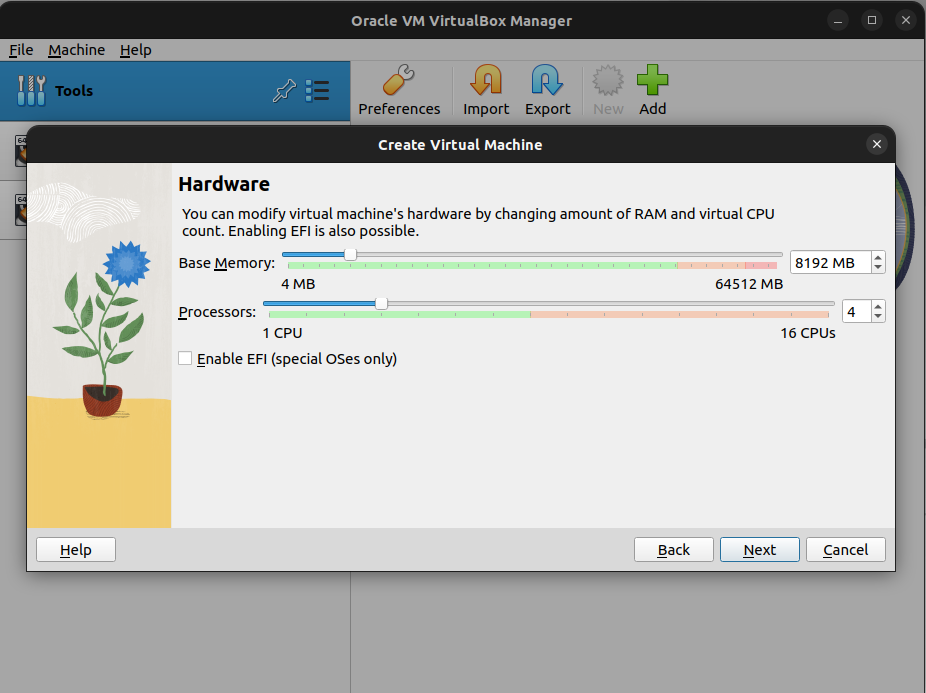 Oracle VM VirtualBox Manager
File Machine Help
Tools
Preferences Import Export New Add
64
Create Virtual Machine
Hardware
You can modify virtual machine's hardware by changing amount of RAM and virtual CPU
count. Enabling EFI is also possible.
Base Memory: 8192 MB
4 MB 64512 MB
Processors: 4
1 CPU 16 CPUs
Enable EFI (special OSes only)
64
Help Back Next Cancel